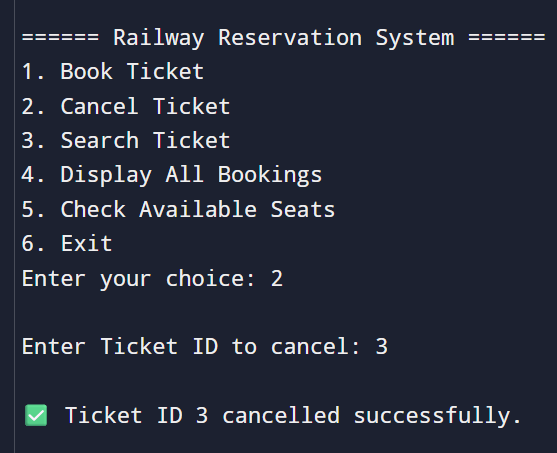 ====== Railway Reservation System ======
1. Book Ticket
2. Cancel Ticket
3. Search Ticket
4. Display All Bookings
5. Check Available Seats
6. Exit
Enter your choice: 2
Enter Ticket ID to cancel: 3
✅ Ticket ID 3 cancelled successfully.